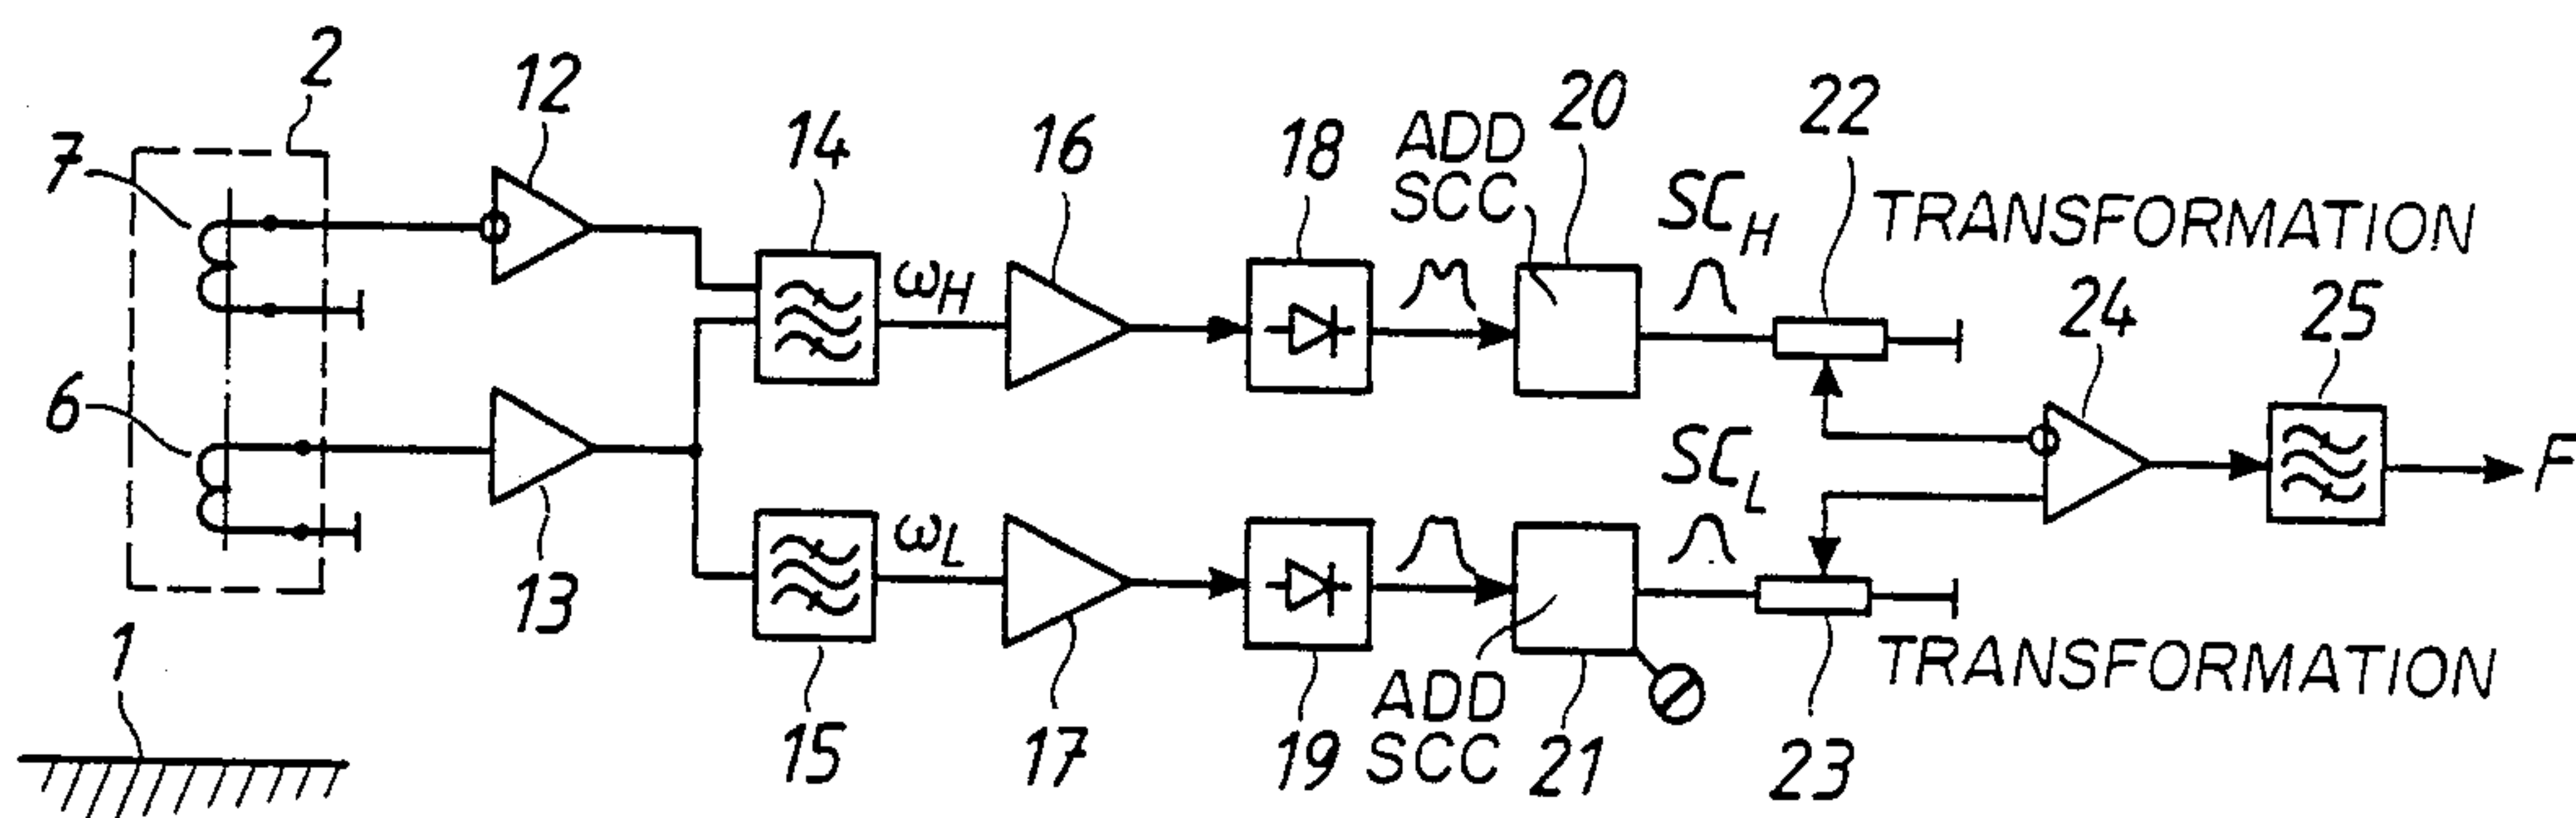 2
12
20
22
7
14
16
18
ADD
SCC
SC_H
TRANSFORMATION
24
25
ω_H
6
SC_L
F
ω_L
13
1
15
17
19
ADD
SCC
21
23
TRANSFORMATION